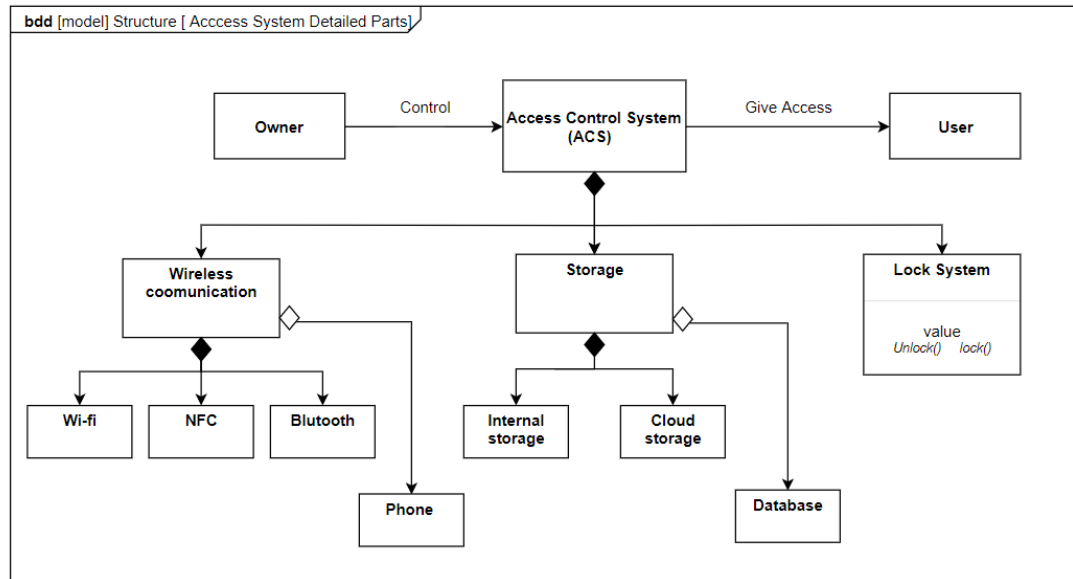 bdd [model] Structure [ Acccess System Detailed Parts]
Control
Give Access
Owner
Access Control System
(ACS)
User
Wireless
coomunication
Storage
Lock System
value
Unlock() lock()
Wi-fi
NFC
Blutooth
Internal
storage
Cloud
storage
Phone
Database